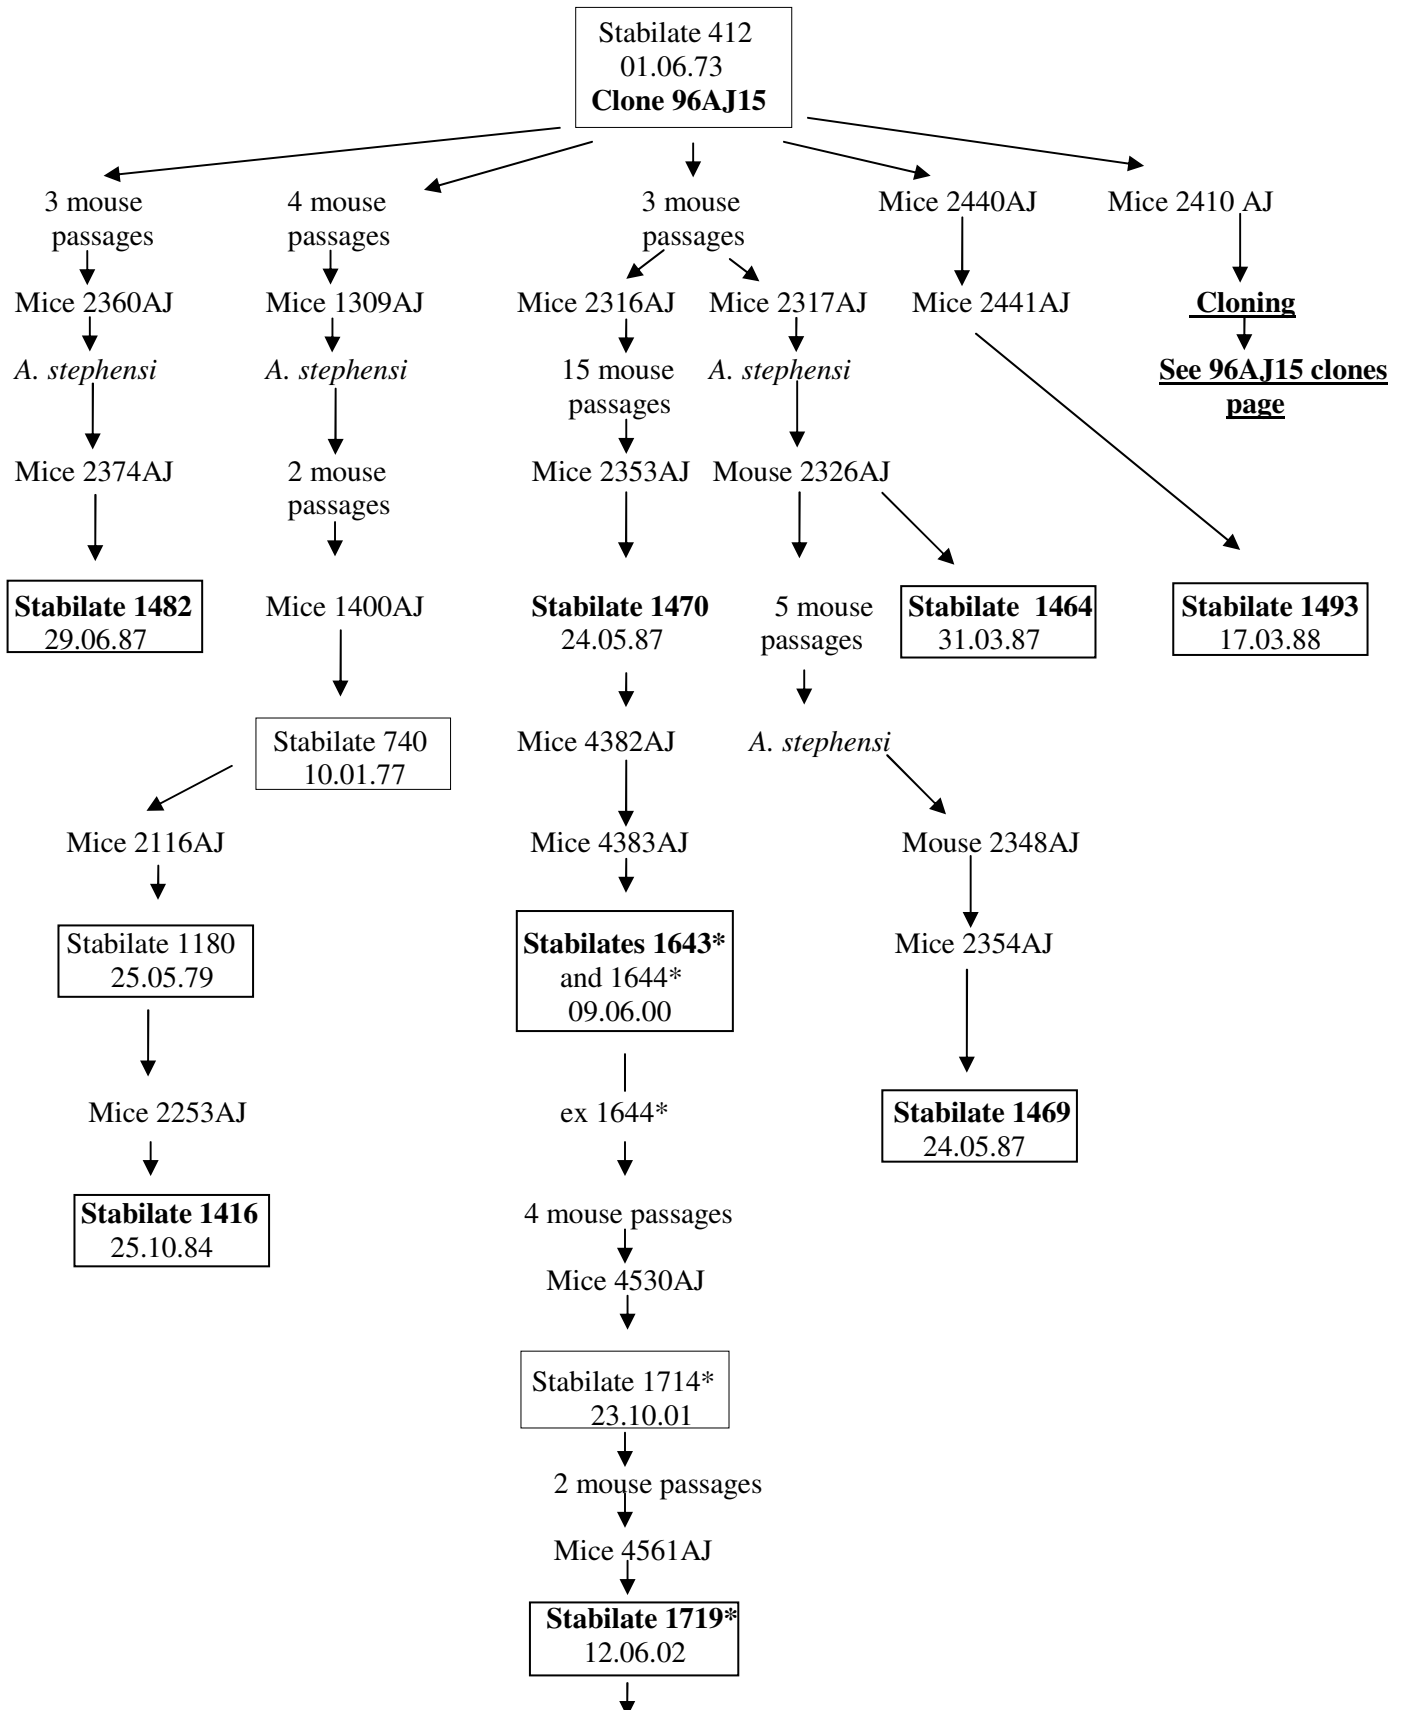 Stabilate 412
01.06.73
Clone 96AJ15
3 mouse
passages
4 mouse
passages
3 mouse
passages
Mice 2440AJ
Mice 2410 AJ
Mice 2360AJ
Mice 1309AJ
Mice 2316AJ
Mice 2317AJ
Mice 2441AJ
Cloning
A. stephensi
A. stephensi
15 mouse
passages
A. stephensi
See 96AJ15 clones
page
Mice 2374AJ
2 mouse
passages
Mice 2353AJ
Mouse 2326AJ
Stabilate 1482
29.06.87
Mice 1400AJ
Stabilate 1470
24.05.87
5 mouse
passages
Stabilate 1464
31.03.87
Stabilate 1493
17.03.88
Stabilate 740
10.01.77
Mice 4382AJ
A. stephensi
Mice 2116AJ
Mice 4383AJ
Mouse 2348AJ
Stabilate 1180
25.05.79
Stabilates 1643*
and 1644*
09.06.00
Mice 2354AJ
Mice 2253AJ
ex 1644*
Stabilate 1469
24.05.87
Stabilate 1416
25.10.84
4 mouse passages
Mice 4530AJ
Stabilate 1714*
23.10.01
2 mouse passages
Mice 4561AJ
Stabilate 1719*
12.06.02